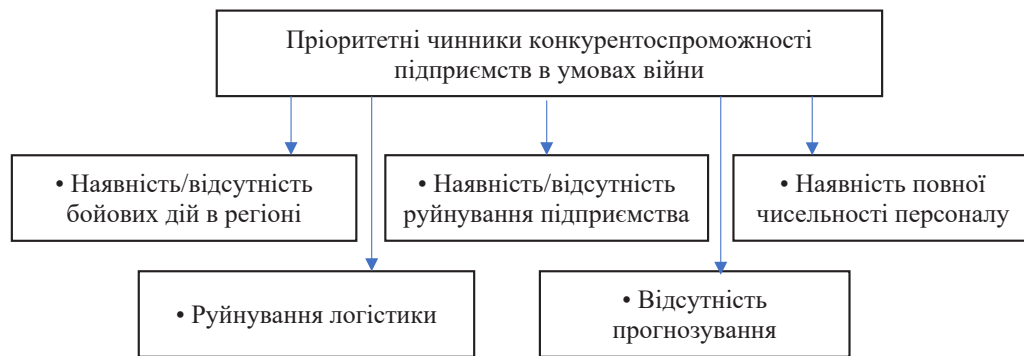 Пріоритетні чинники конкурентоспроможності
підприємств в умовах війни
• Наявність/відсутність
бойових дій в регіоні
• Наявність/відсутність
руйнування підприємства
• Наявність повної
чисельності персоналу
• Руйнування логістики
• Відсутність
прогнозування